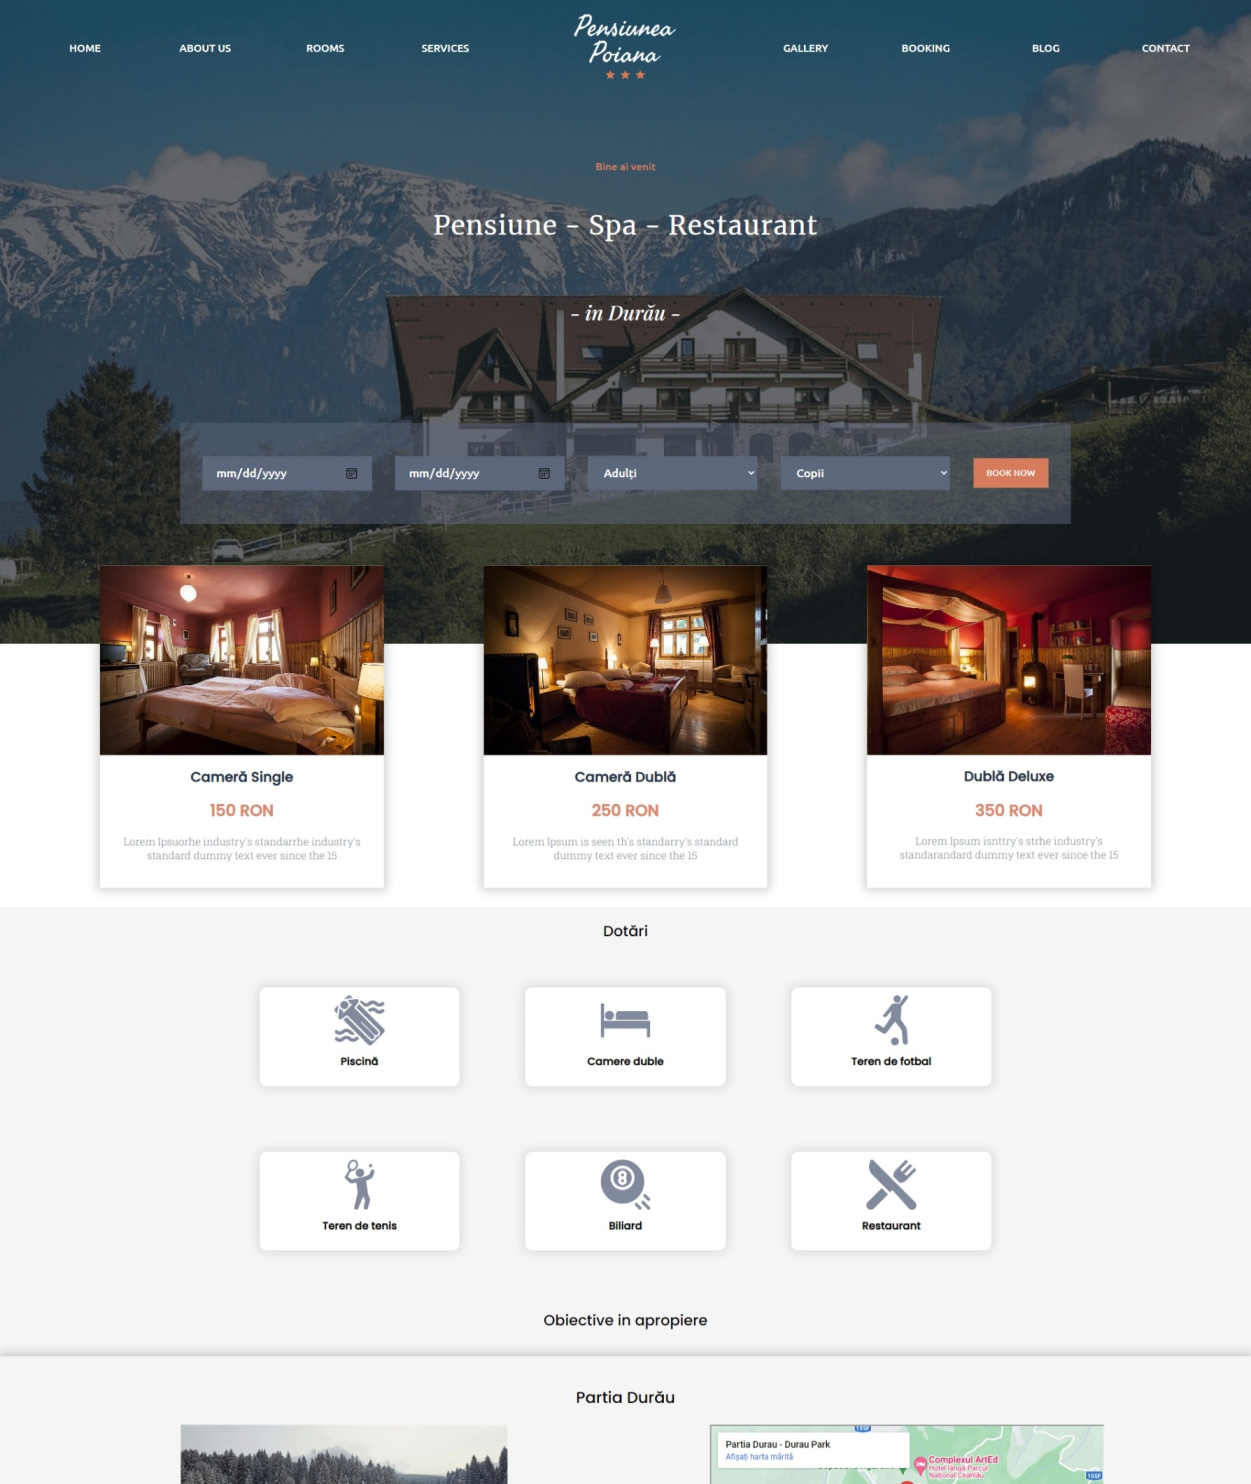 Pensiunea
Poiana
HOME
ABOUT US
ROOMS
SERVICES
GALLERY
BOOKING
BLOG
CONTACT
Bine ai venit
Pensiune - Spa - Restaurant
- in Durău -
mm/dd/yyyy
mm/dd/yyyy
Adulți
Copii
BOOK NOW
Cameră Single
150 RON
Lorem Ipsuorhe industry's standarrhe industry's
standard dummy text ever since the 15
Cameră Dublă
250 RON
Lorem Ipsum is seen th's standarry's standard
dummy text ever since the 15
Dublă Deluxe
350 RON
Lorem Ipsum isnttry's strhe industry's
standarandard dummy text ever since the 15
Dotări
Piscină
Camere duble
Teren de fotbal
Teren de tenis
8
Biliard
Restaurant
Obiective in apropiere
Partia Durău
Partia Durau - Durau Park
Afișați harta mărită
155F
Complexul ArtEd
Hotel lângă Parcul
Național Ceahlău
155F